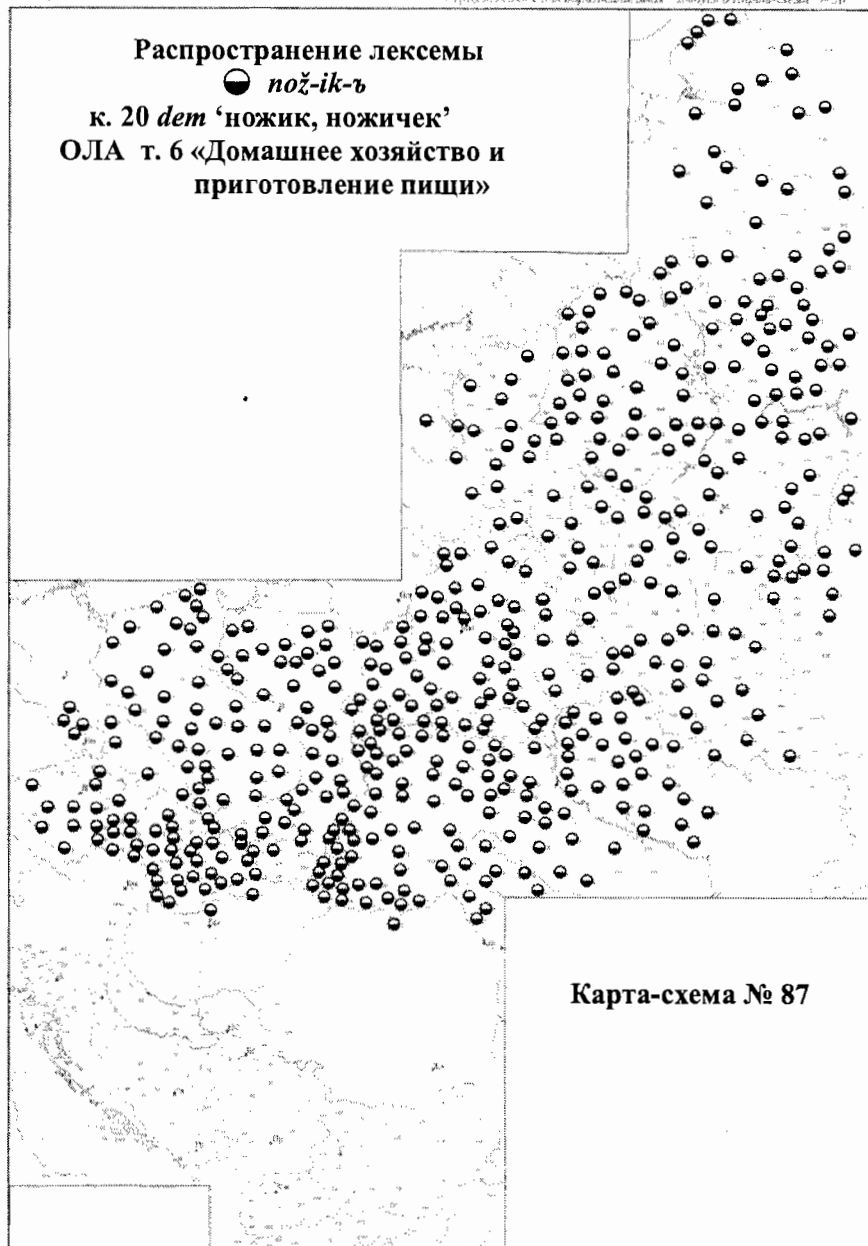 Распространение лексемы
nož-ik-ъ
к. 20 dem ‘ножик, ножичек’
ОЛА т. 6 «Домашнее хозяйство и
приготовление пищи»
Карта-схема № 87